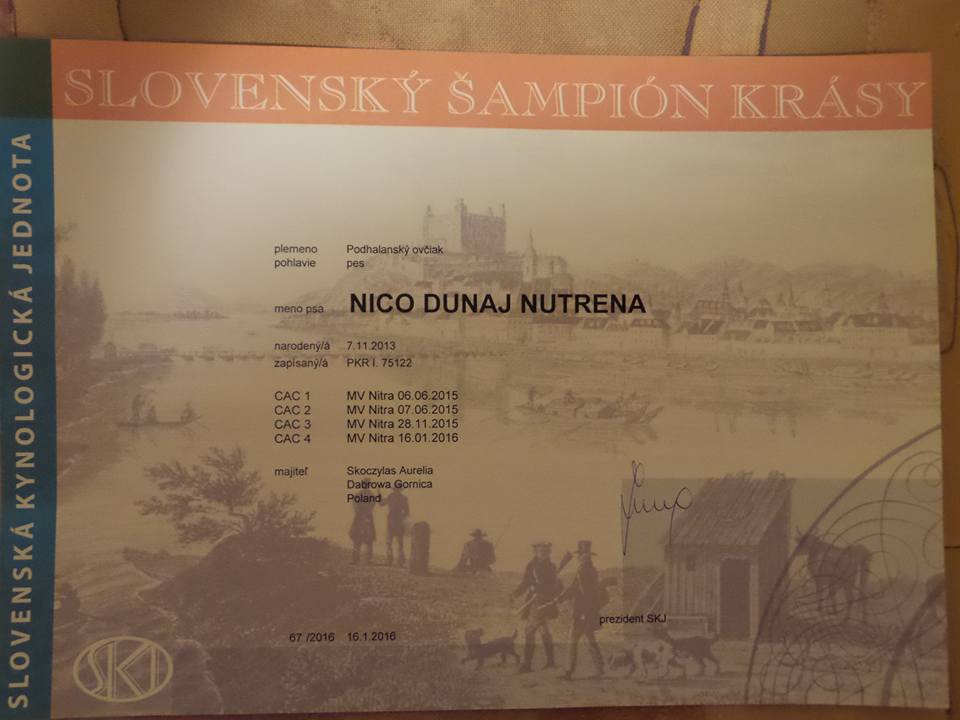 SLOVENSKÝ ŠAMPIÓN KRÁSY
SLOVENSKÁ KYNOLOGICKÁ JEDNOTA
plemeno Podhalanský ovčiak
pohlavie pes
meno psa NICO DUNAJ NUTRENA
narodený/á 7.11.2013
zapísaný/á PKR I. 75122
CAC 1 MV Nitra 06.06.2015
CAC 2 MV Nitra 07.06.2015
CAC 3 MV Nitra 28.11.2015
CAC 4 MV Nitra 16.01.2016
majiteľ Skoczylas Aurelia
Dabrowa Gornica
Poland
prezident SKJ
67 /2016 16.1.2016
SKJ